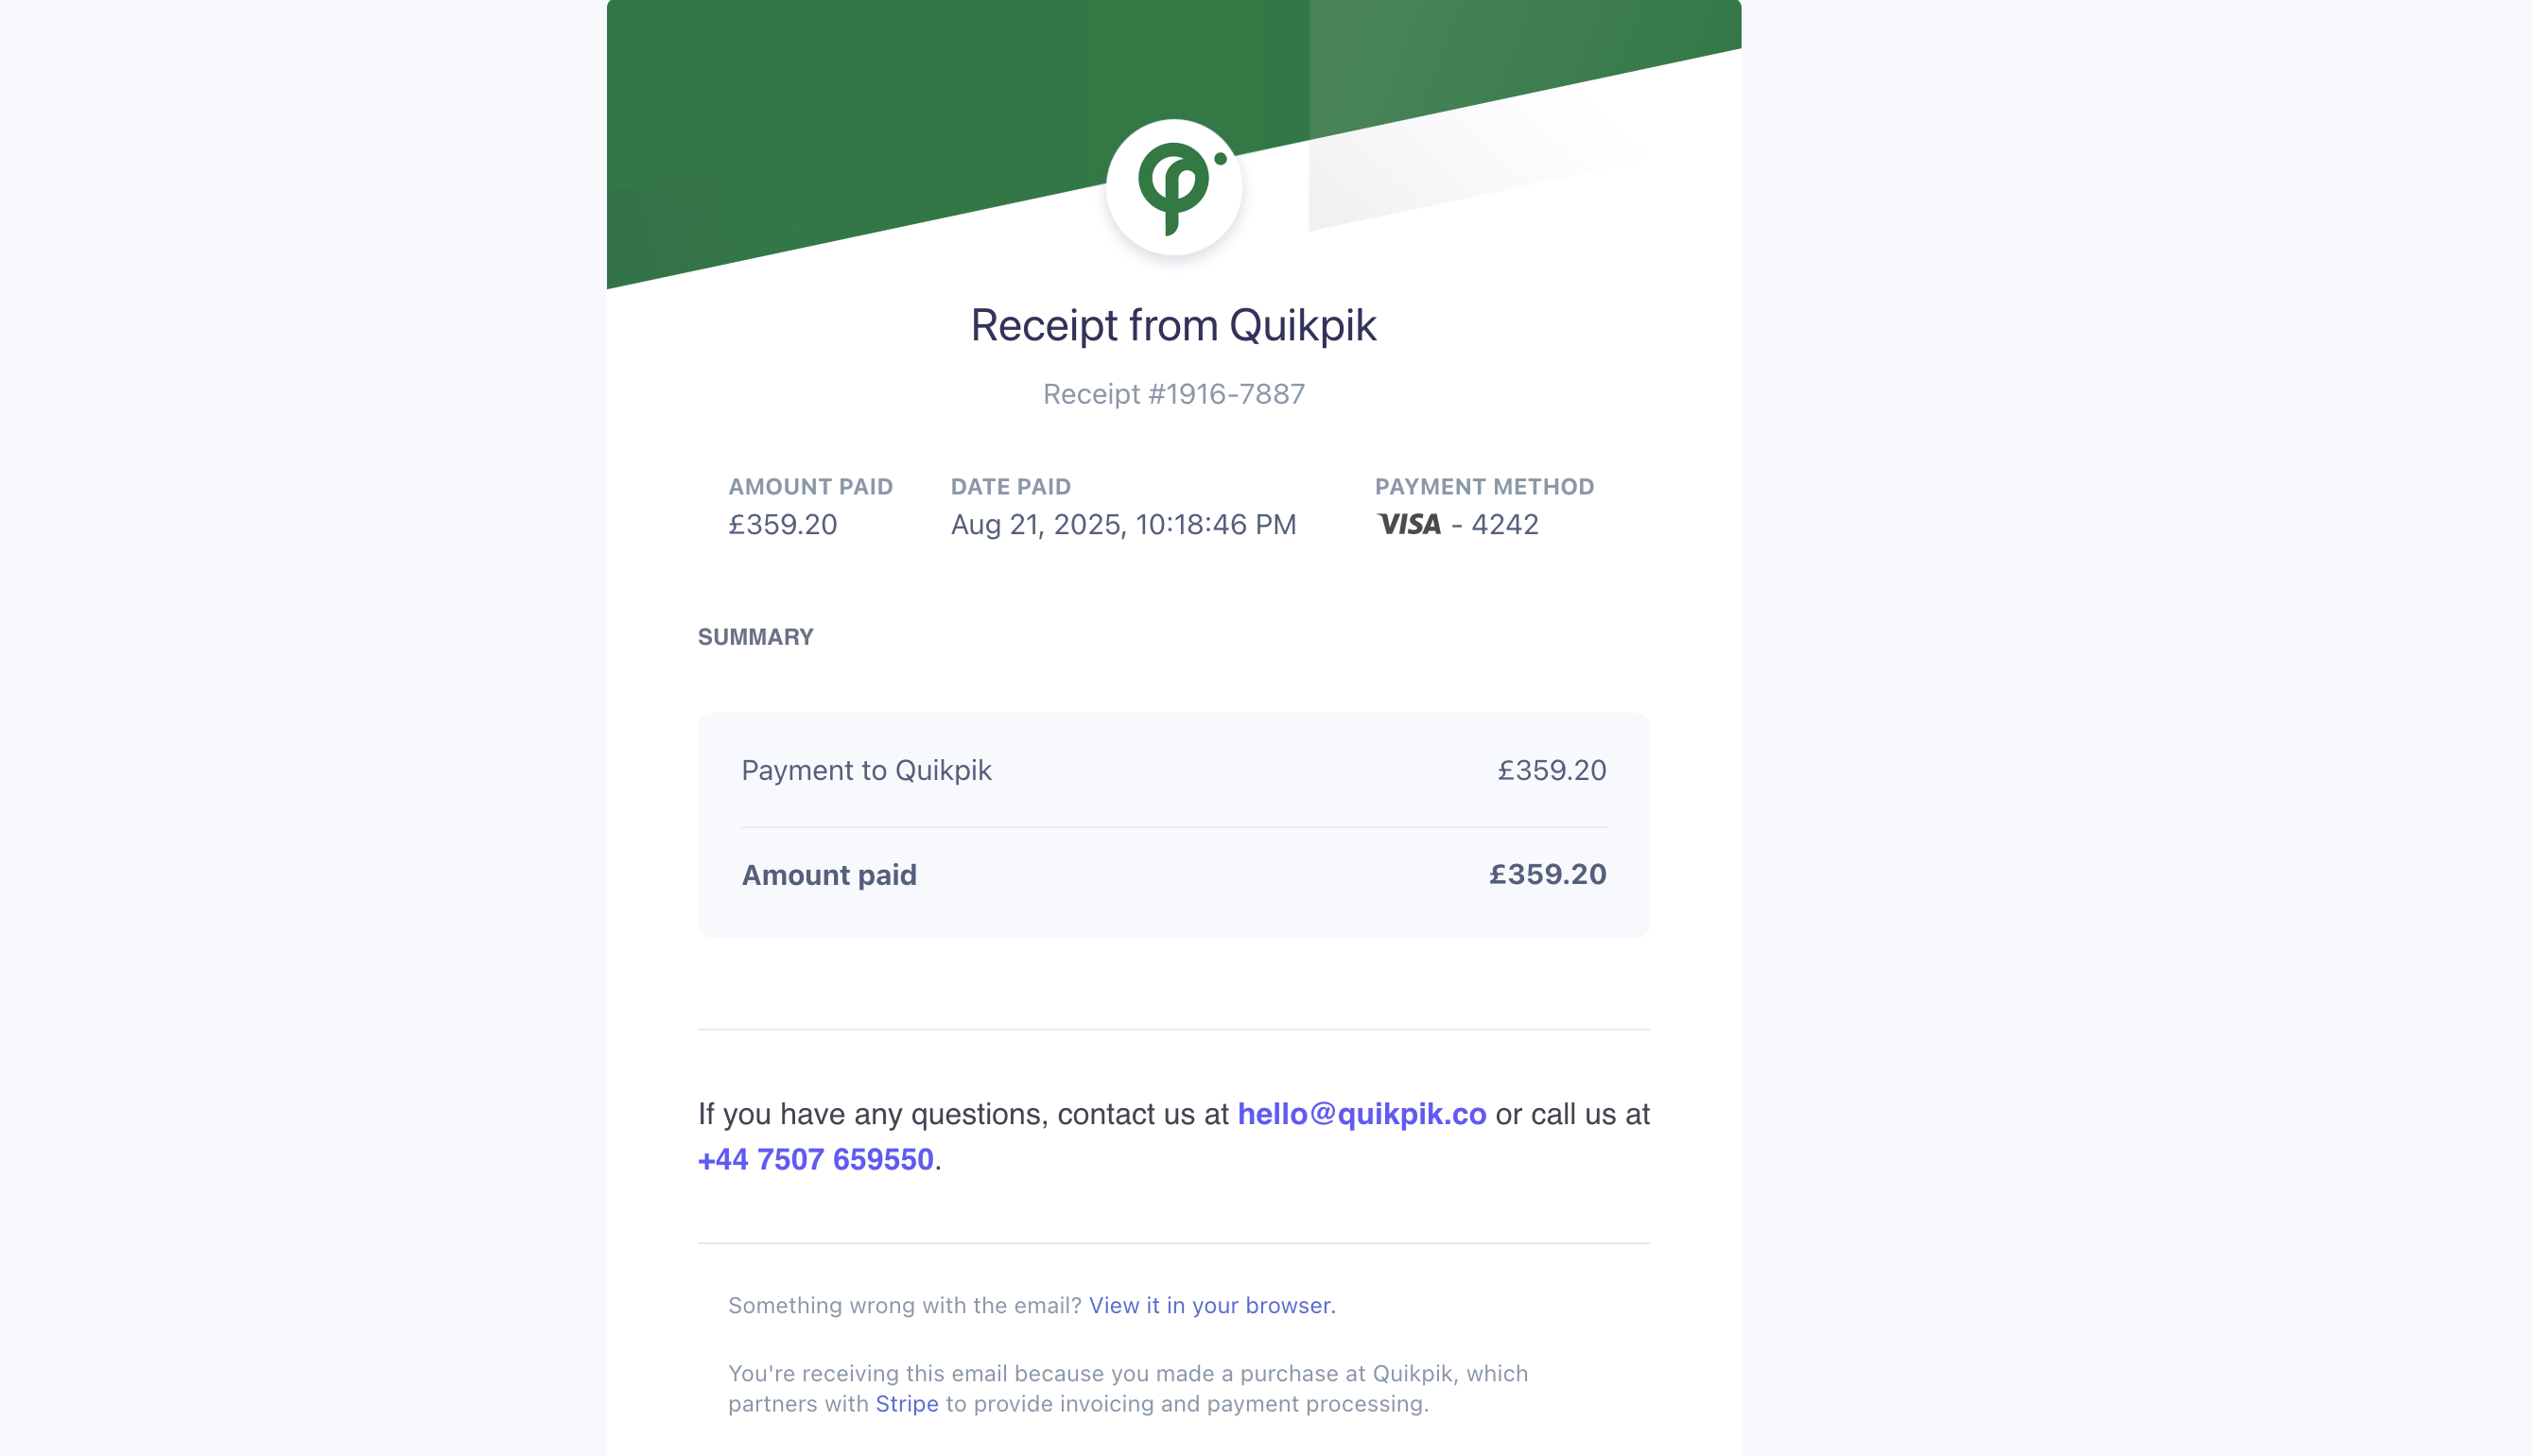 Receipt from Quikpik
Receipt #1916-7887
AMOUNT PAID DATE PAID PAYMENT METHOD
£359.20 Aug 21, 2025, 10:18:46 PM VISA - 4242
SUMMARY
Payment to Quikpik £359.20
Amount paid £359.20
If you have any questions, contact us at hello@quikpik.co or call us at
+44 7507 659550.
Something wrong with the email? View it in your browser.
You're receiving this email because you made a purchase at Quikpik, which
partners with Stripe to provide invoicing and payment processing.